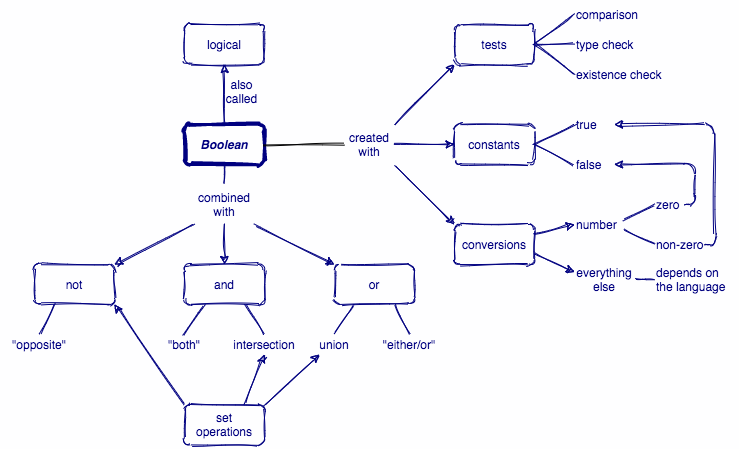 comparison
logical
tests
type check
existence check
also
called
true
Boolean
created
with
constants
false
combined
with
zero
number
conversions
non-zero
not
and
or
everything
else
depends on
the language
"opposite"
"both"
intersection
union
"either/or"
set
operations